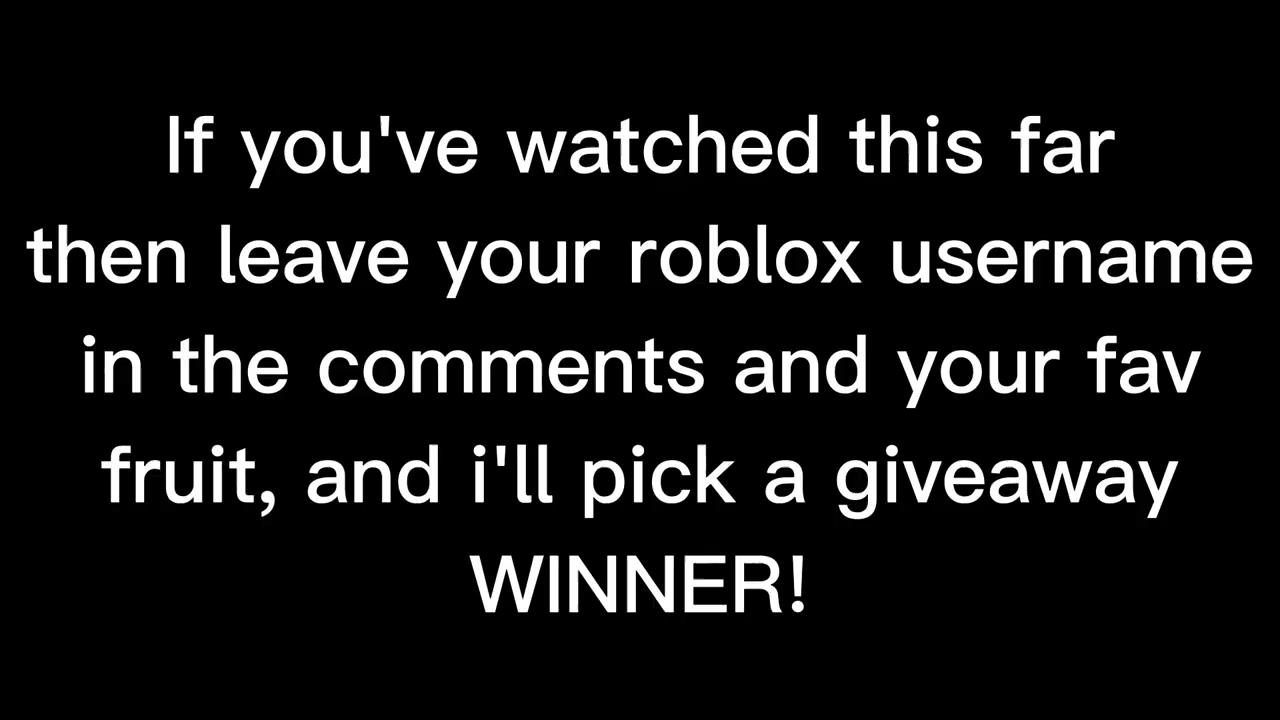 If you've watched this far
then leave your roblox username
in the comments and your fav
fruit, and i'll pick a giveaway
WINNER!